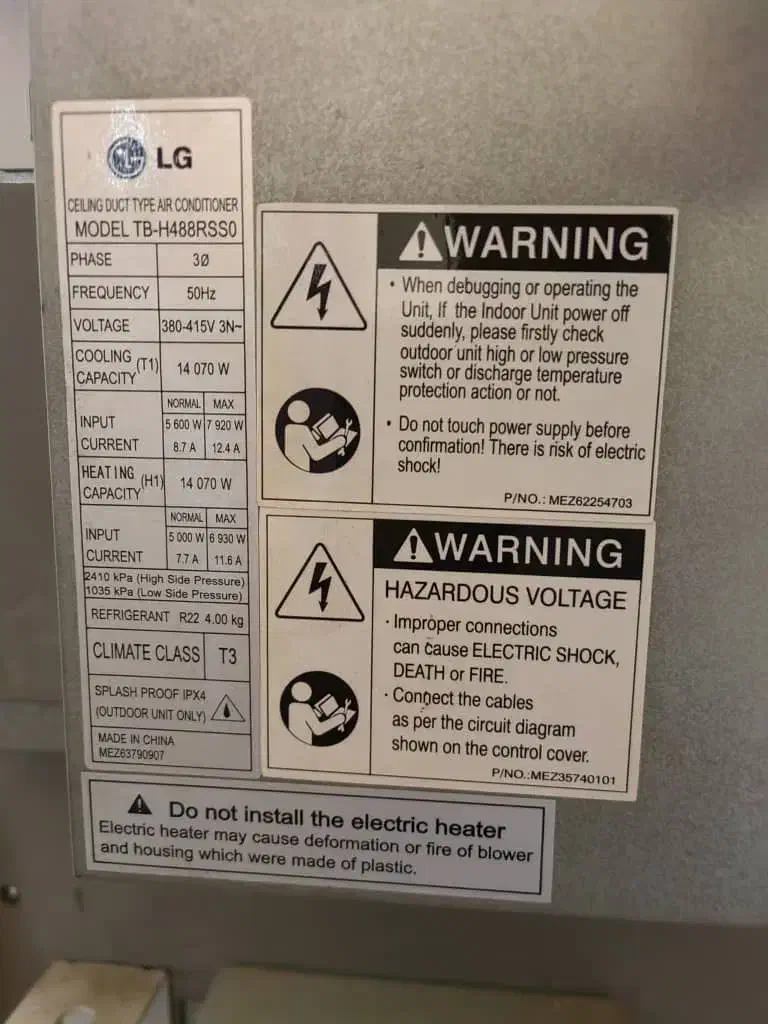 LG
CEILING DUCT TYPE AIR CONDITIONER
MODEL TB-H488RSS0
PHASE 3Ø
FREQUENCY 50Hz
VOLTAGE 380-415V 3N~
COOLING CAPACITY (T1) 14 070 W
NORMAL MAX
INPUT 5 600 W 7 920 W
CURRENT 8.7 A 12.4 A
HEATING CAPACITY (H1) 14 070 W
NORMAL MAX
INPUT 5 000 W 6 930 W
CURRENT 7.7 A 11.6 A
2410 kPa (High Side Pressure)
1035 kPa (Low Side Pressure)
REFRIGERANT R22 4.00 kg
CLIMATE CLASS T3
SPLASH PROOF IPX4
(OUTDOOR UNIT ONLY)
MADE IN CHINA
MEZ63790907
WARNING
• When debugging or operating the
Unit, If the Indoor Unit power off
suddenly, please firstly check
outdoor unit high or low pressure
switch or discharge temperature
protection action or not.
• Do not touch power supply before
confirmation! There is risk of electric
shock!
P/NO.: MEZ62254703
WARNING
HAZARDOUS VOLTAGE
· Improper connections
can cause ELECTRIC SHOCK,
DEATH or FIRE.
· Connect the cables
as per the circuit diagram
shown on the control cover.
P/NO.:MEZ35740101
Do not install the electric heater
Electric heater may cause deformation or fire of blower
and housing which were made of plastic.